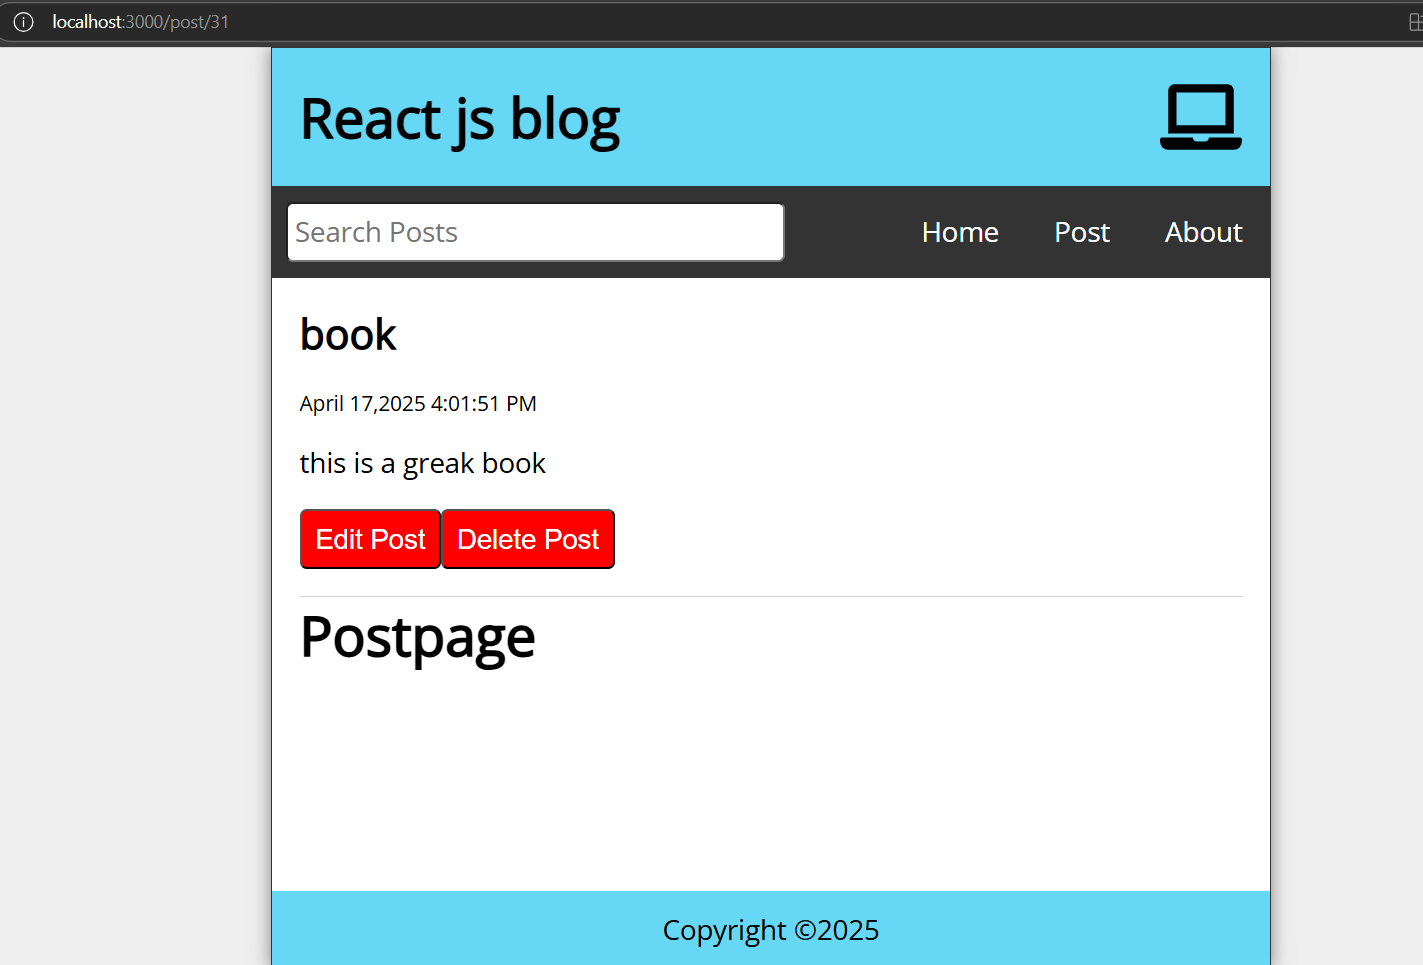 localhost:3000/post/31
React js blog
Search Posts
Home Post About
book
April 17,2025 4:01:51 PM
this is a greak book
Edit Post Delete Post
Postpage
Copyright ©2025